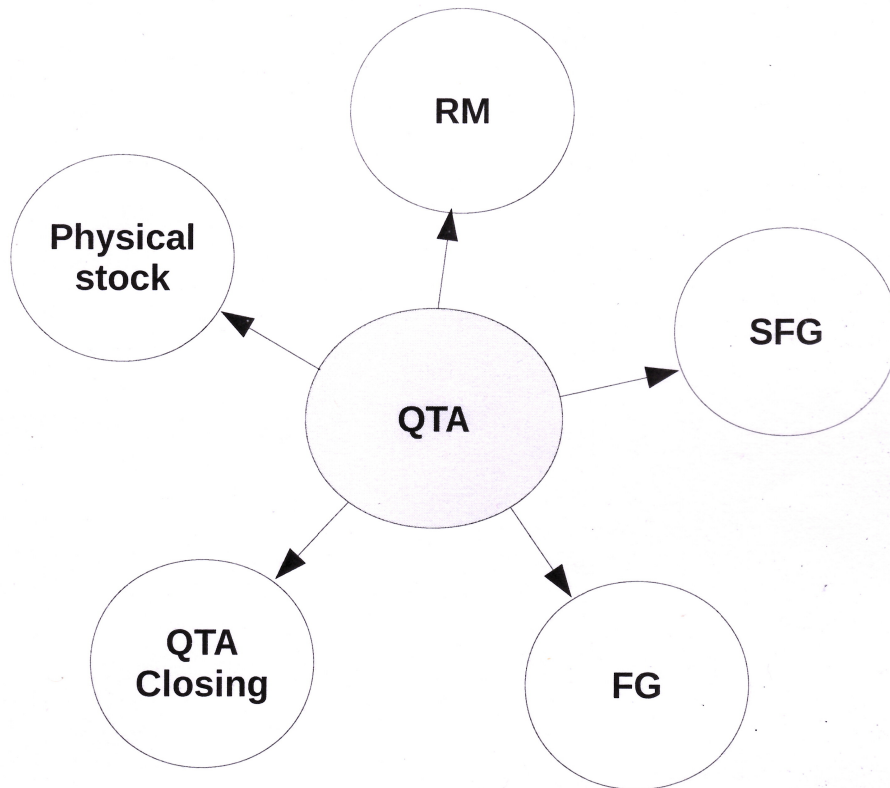 RM
Physical
stock
SFG
QTA
QTA
Closing
FG